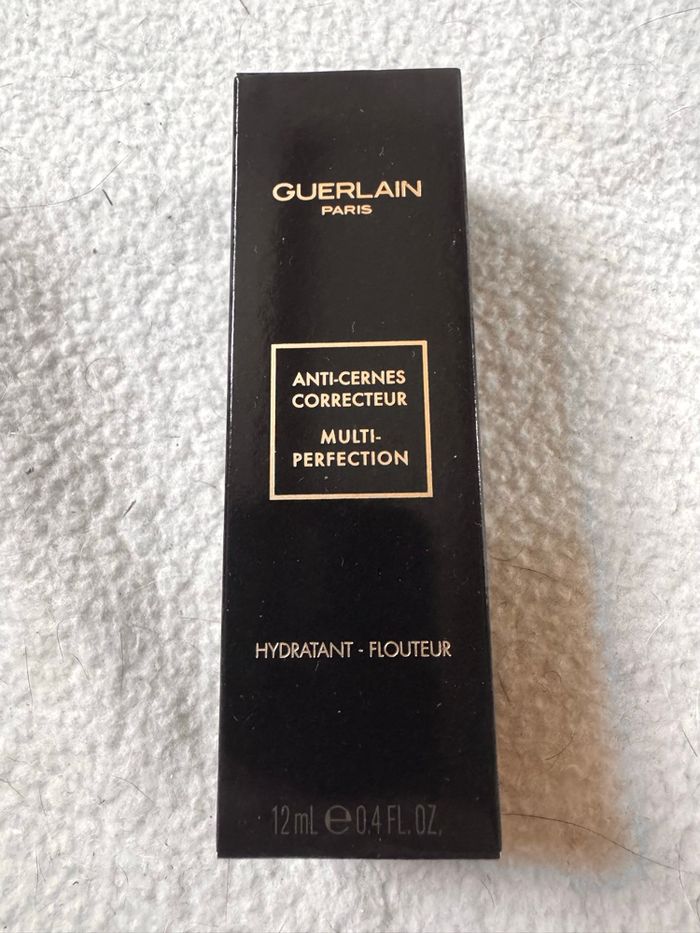 GUERLAIN
PARIS
ANTI-CERNES
CORRECTEUR
MULTI-
PERFECTION
HYDRATANT - FLOUTEUR
12 mL ℮ 0.4 FL. OZ.